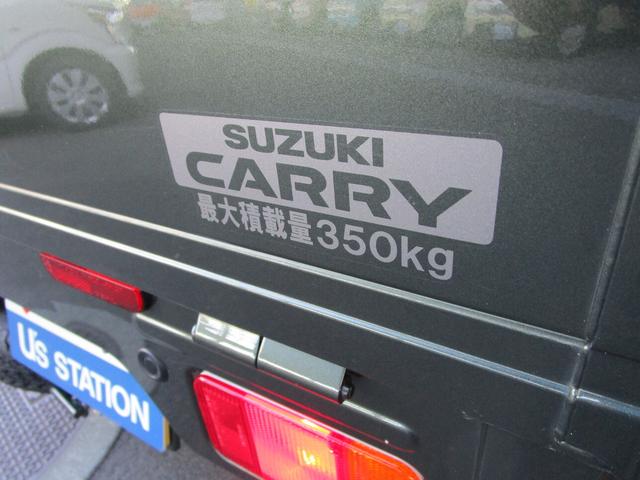 SUZUKI
CARRY
最大積載量350kg
U's STATION